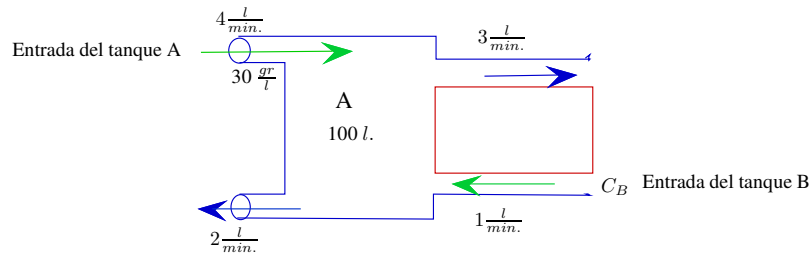 4 l/min.
3 l/min.
Entrada del tanque A
30 gr/l
A
100 l.
C_B Entrada del tanque B
2 l/min.
1 l/min.